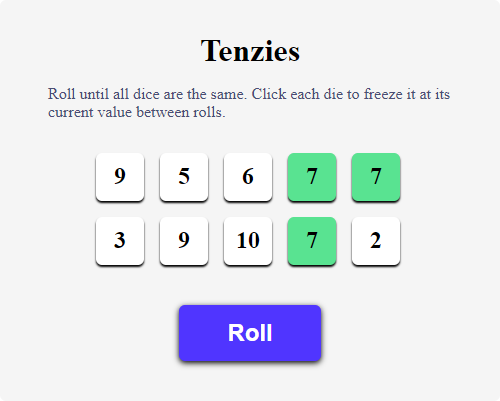 Tenzies
Roll until all dice are the same. Click each die to freeze it at its
current value between rolls.
9 5 6 7 7
3 9 10 7 2
Roll